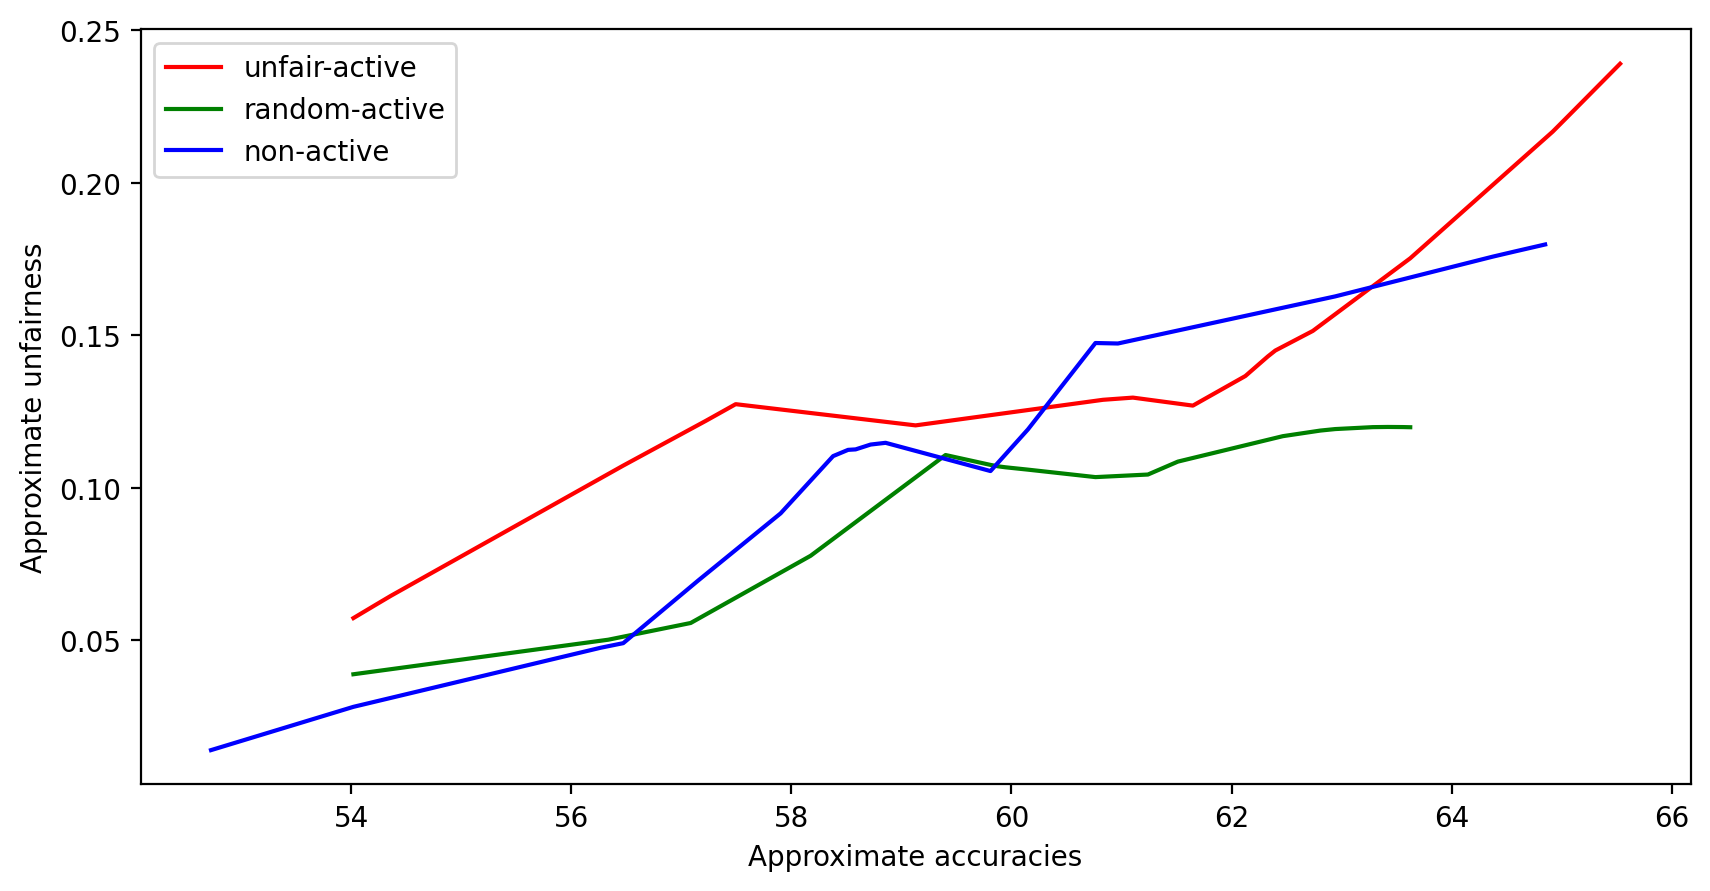 unfair-active
random-active
non-active
0.25
0.20
0.15
0.10
0.05
Approximate unfairness
54 56 58 60 62 64 66
Approximate accuracies